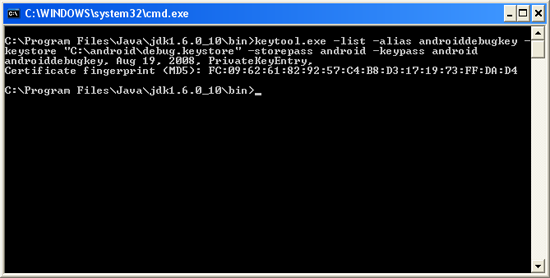 C:\WINDOWS\system32\cmd.exe
C:\Program Files\Java\jdk1.6.0_10\bin>keytool.exe -list -alias androiddebugkey -
keystore "C:\android\debug.keystore" -storepass android -keypass android
androiddebugkey, Aug 19, 2008, PrivateKeyEntry,
Certificate fingerprint (MD5): FC:09:62:61:82:92:57:C4:B8:D3:17:19:73:FF:DA:D4
C:\Program Files\Java\jdk1.6.0_10\bin>_